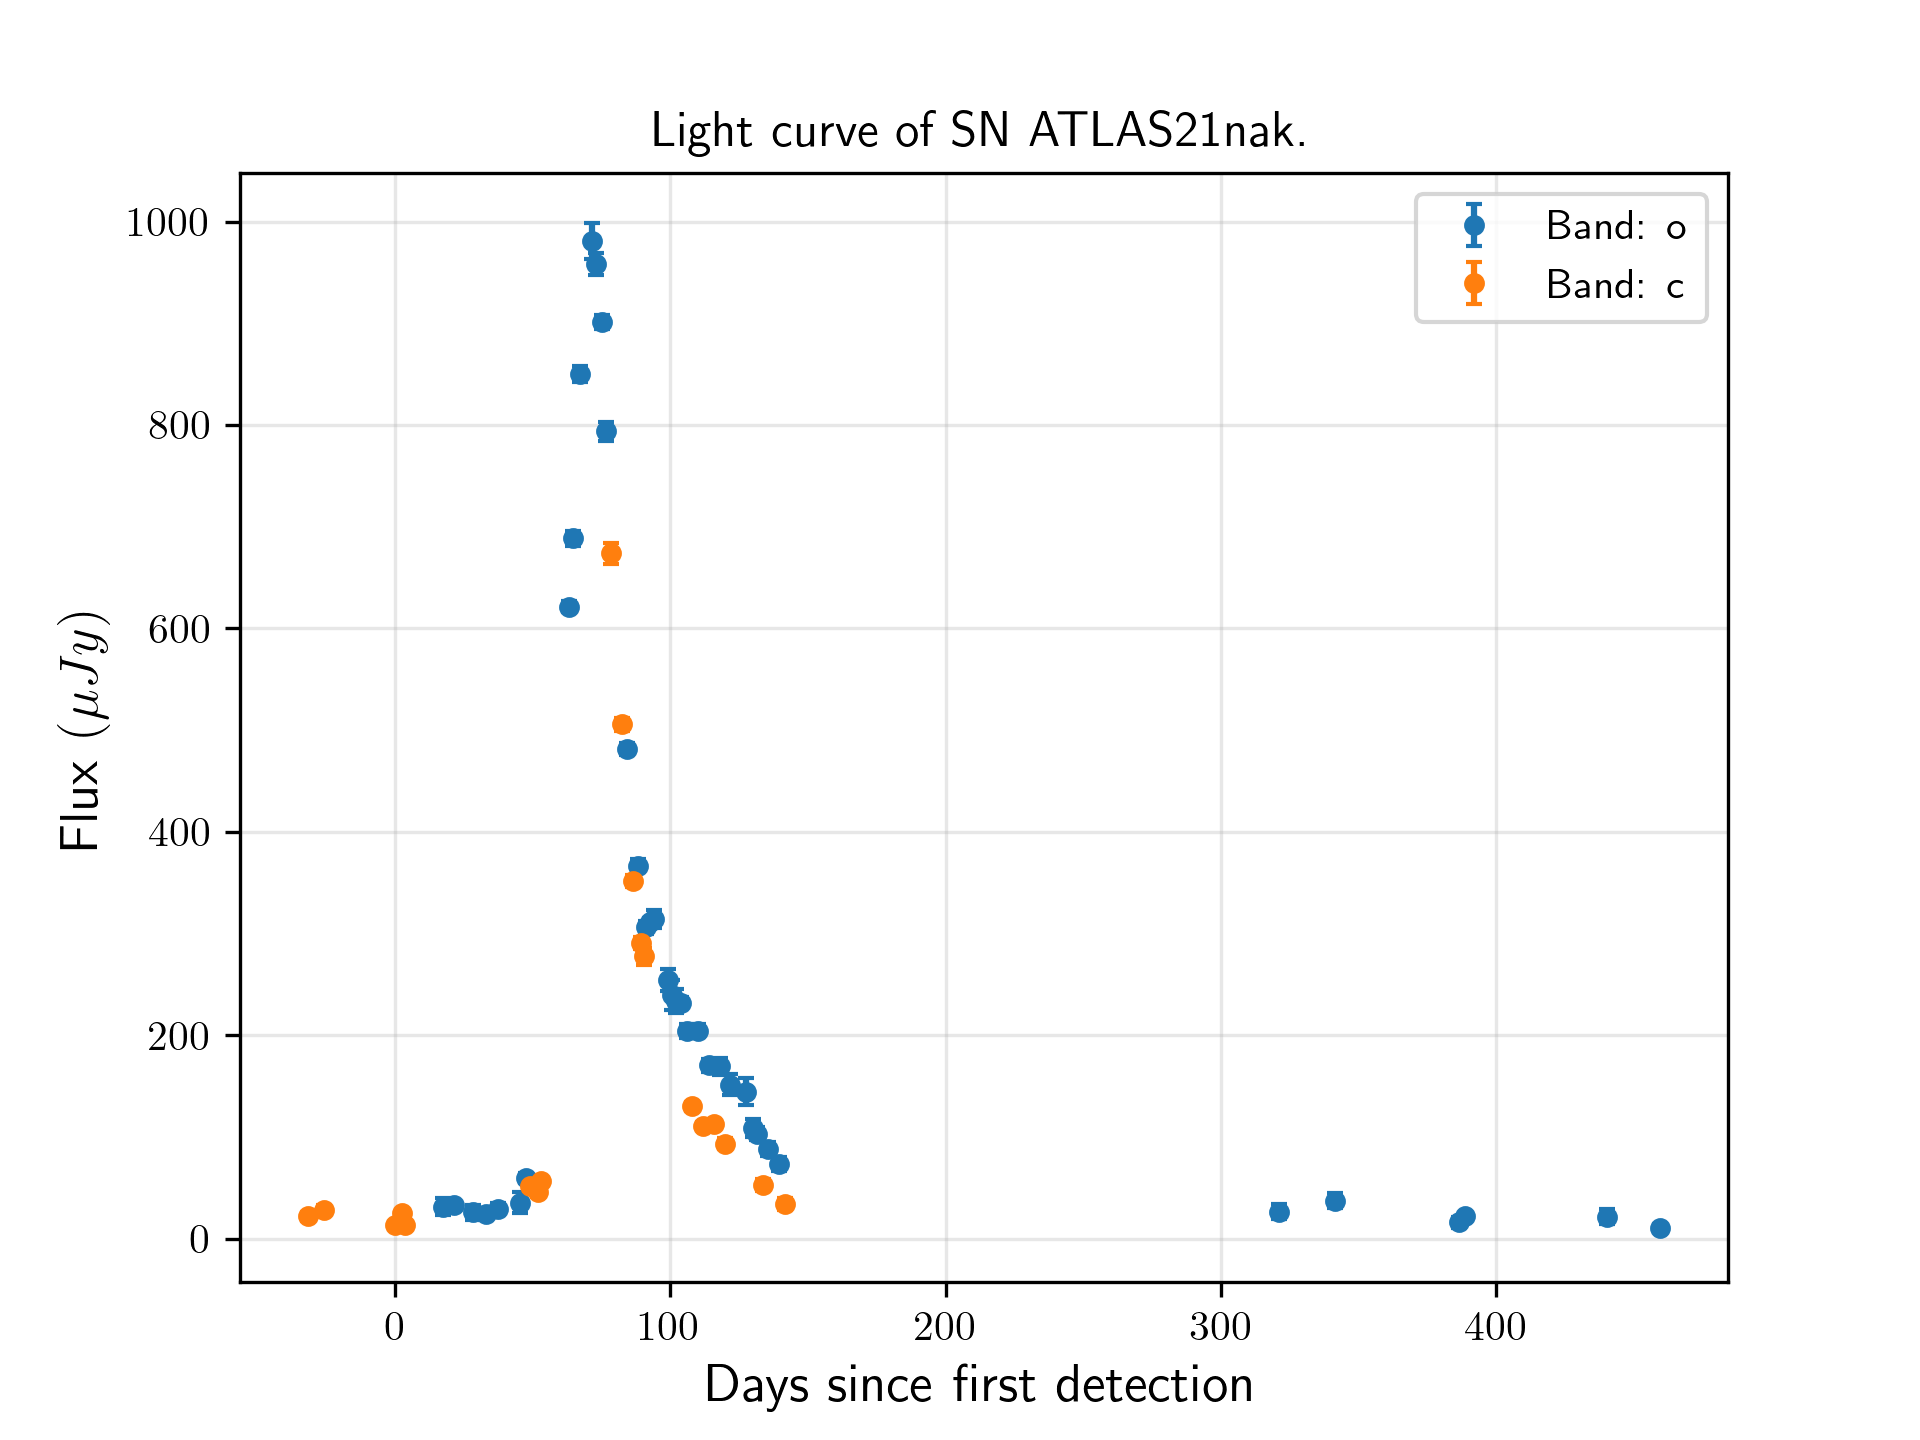 Light curve of SN ATLAS21nak.
1000
800
600
400
200
0
Flux (μJy)
Band: o
Band: c
0 100 200 300 400
Days since first detection